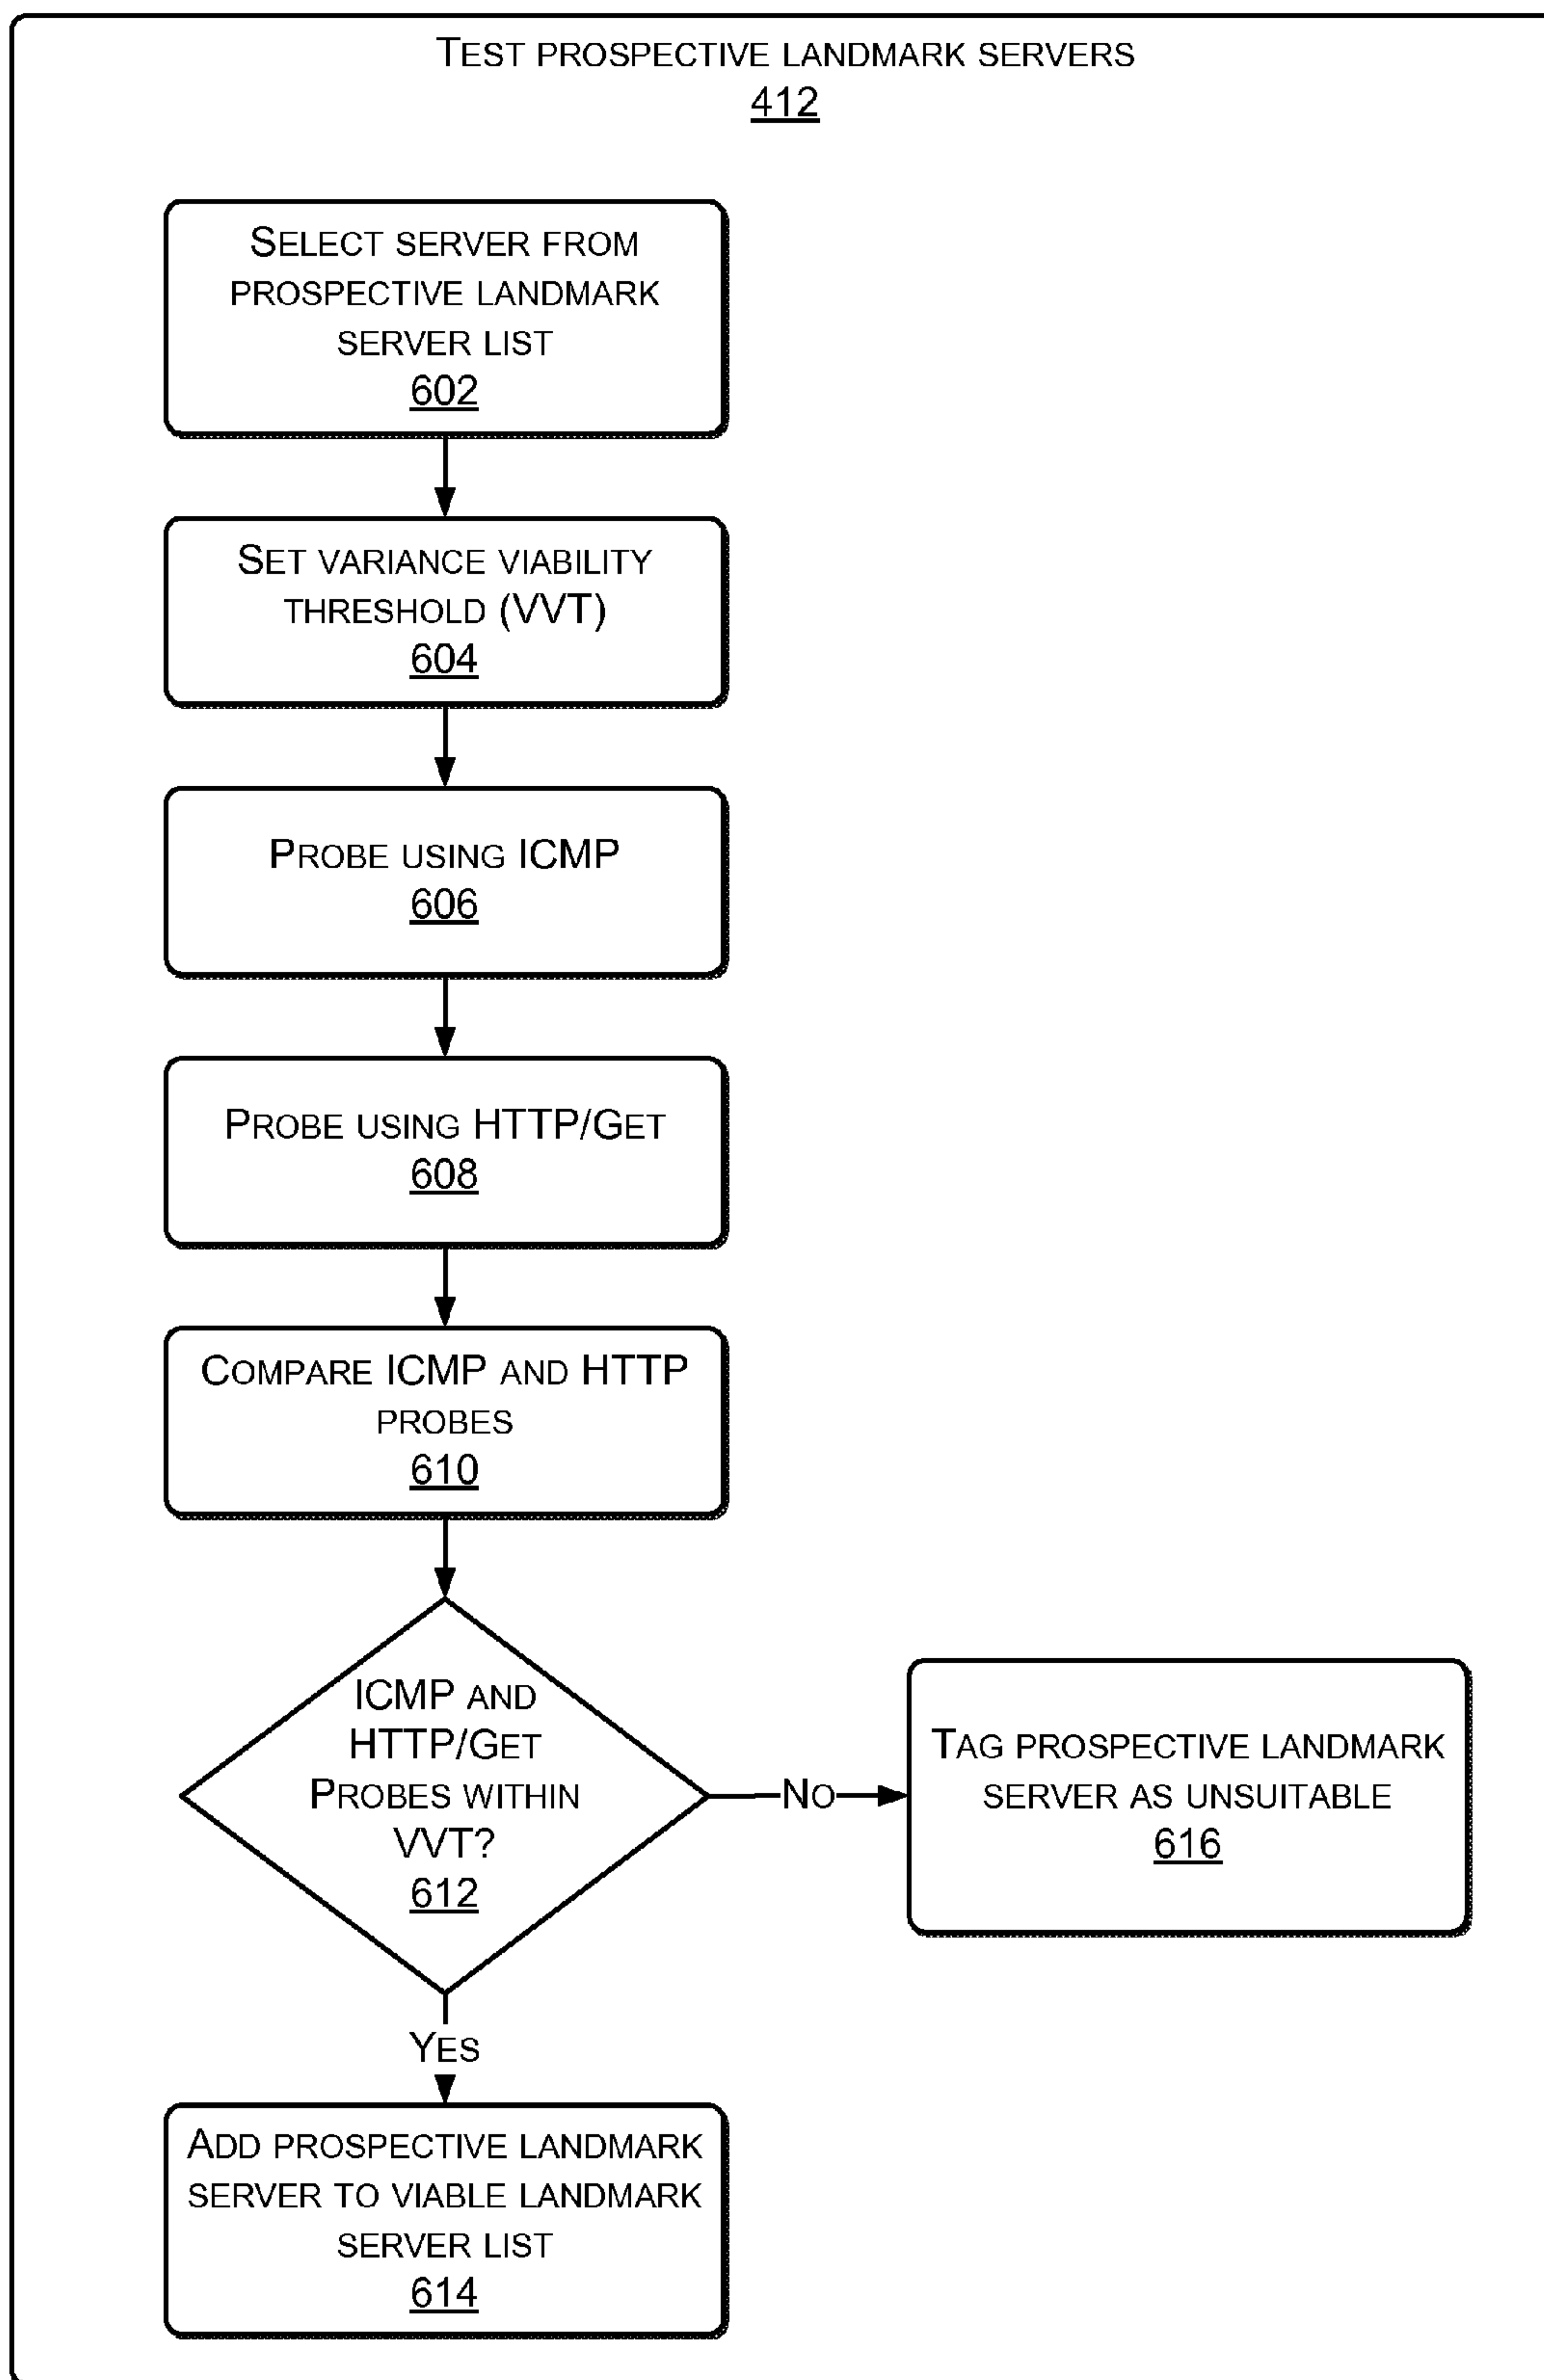 TEST PROSPECTIVE LANDMARK SERVERS
412
SELECT SERVER FROM
PROSPECTIVE LANDMARK
SERVER LIST
602
SET VARIANCE VIABILITY
THRESHOLD (VVT)
604
PROBE USING ICMP
606
PROBE USING HTTP/GET
608
COMPARE ICMP AND HTTP
PROBES
610
ICMP AND
HTTP/GET
PROBES WITHIN
VVT?
612
NO
TAG PROSPECTIVE LANDMARK
SERVER AS UNSUITABLE
616
YES
ADD PROSPECTIVE LANDMARK
SERVER TO VIABLE LANDMARK
SERVER LIST
614